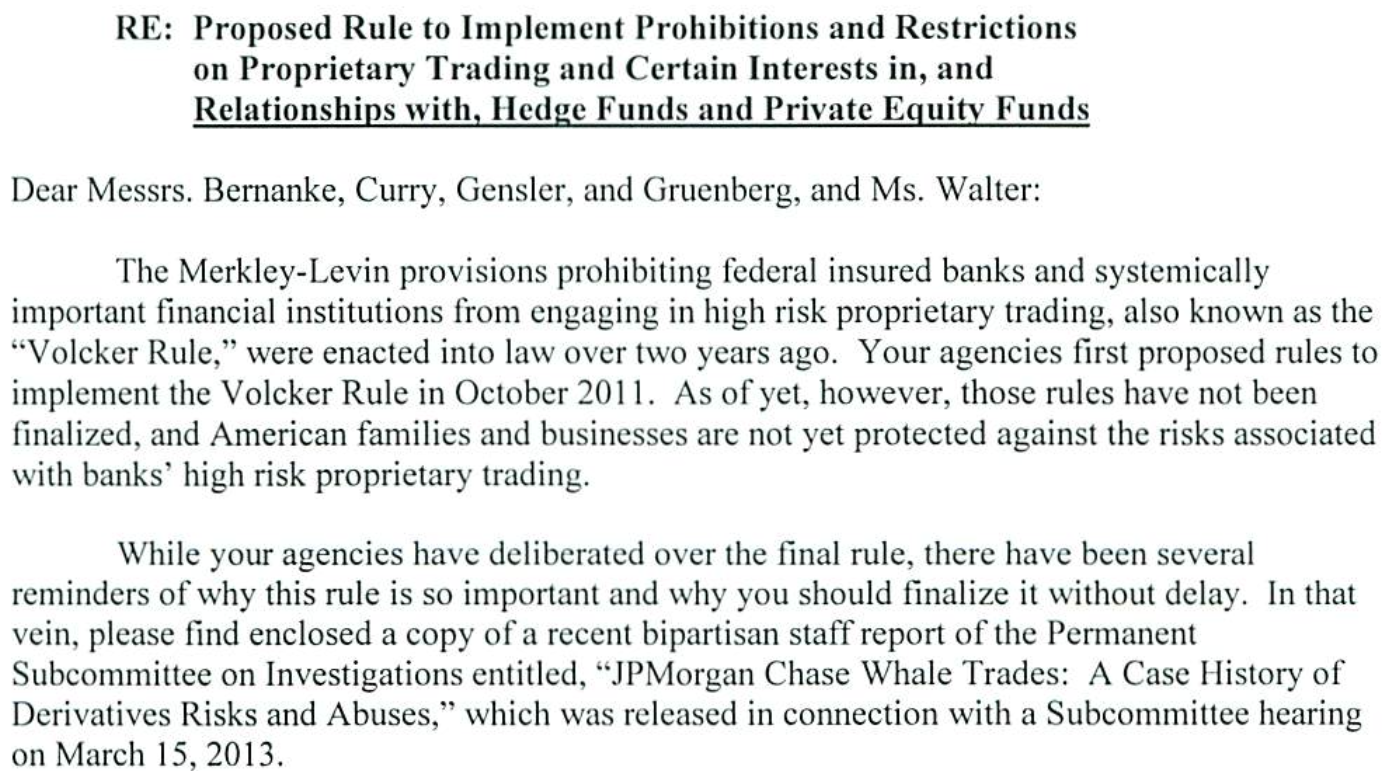 RE: Proposed Rule to Implement Prohibitions and Restrictions
on Proprietary Trading and Certain Interests in, and
Relationships with, Hedge Funds and Private Equity Funds
Dear Messrs. Bernanke, Curry, Gensler, and Gruenberg, and Ms. Walter:
The Merkley-Levin provisions prohibiting federal insured banks and systemically
important financial institutions from engaging in high risk proprietary trading, also known as the
“Volcker Rule,” were enacted into law over two years ago. Your agencies first proposed rules to
implement the Volcker Rule in October 2011. As of yet, however, those rules have not been
finalized, and American families and businesses are not yet protected against the risks associated
with banks’ high risk proprietary trading.
While your agencies have deliberated over the final rule, there have been several
reminders of why this rule is so important and why you should finalize it without delay. In that
vein, please find enclosed a copy of a recent bipartisan staff report of the Permanent
Subcommittee on Investigations entitled, “JPMorgan Chase Whale Trades: A Case History of
Derivatives Risks and Abuses,” which was released in connection with a Subcommittee hearing
on March 15, 2013.